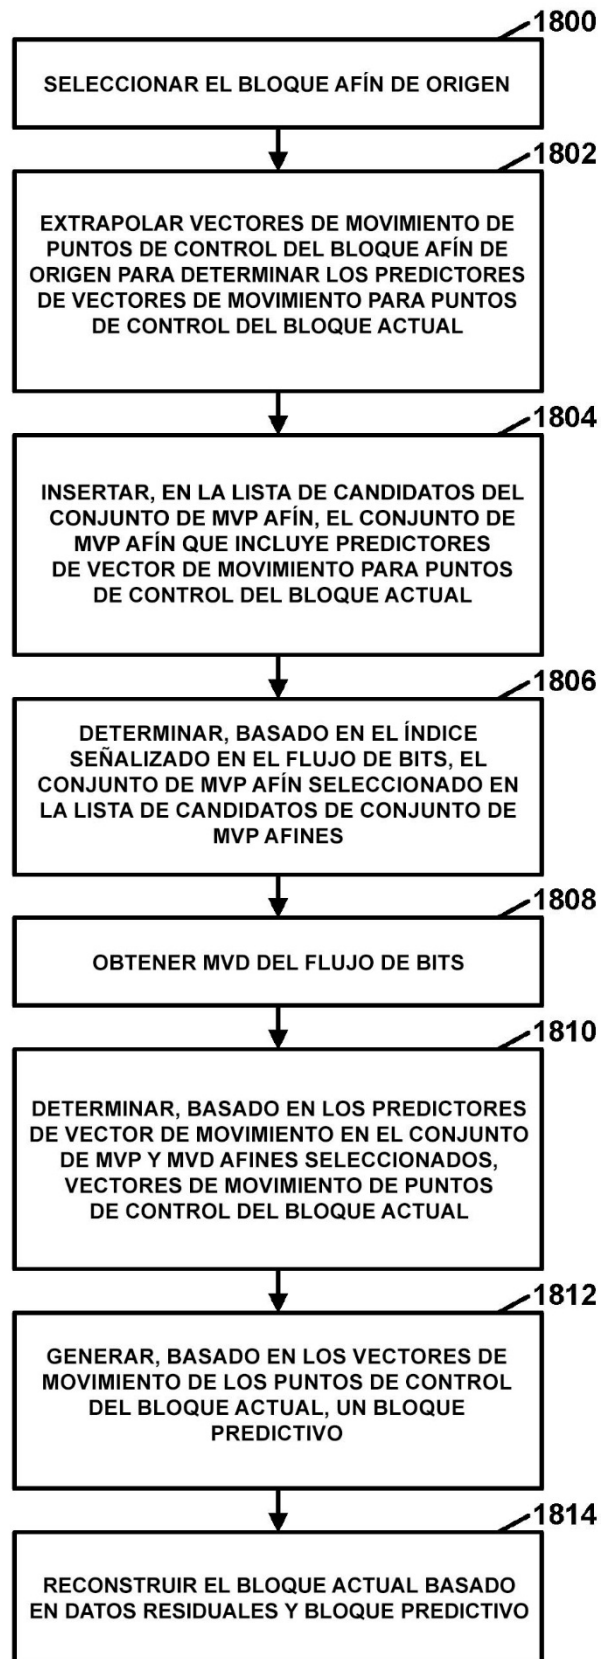 1800
SELECCIONAR EL BLOQUE AFÍN DE ORIGEN
1802
EXTRAPOLAR VECTORES DE MOVIMIENTO DE
PUNTOS DE CONTROL DEL BLOQUE AFÍN DE
ORIGEN PARA DETERMINAR LOS PREDICTORES
DE VECTORES DE MOVIMIENTO PARA PUNTOS
DE CONTROL DEL BLOQUE ACTUAL
1804
INSERTAR, EN LA LISTA DE CANDIDATOS DEL
CONJUNTO DE MVP AFÍN, EL CONJUNTO DE
MVP AFÍN QUE INCLUYE PREDICTORES
DE VECTOR DE MOVIMIENTO PARA PUNTOS
DE CONTROL DEL BLOQUE ACTUAL
1806
DETERMINAR, BASADO EN EL ÍNDICE
SEÑALIZADO EN EL FLUJO DE BITS, EL
CONJUNTO DE MVP AFÍN SELECCIONADO EN
LA LISTA DE CANDIDATOS DE CONJUNTO DE
MVP AFINES
1808
OBTENER MVD DEL FLUJO DE BITS
1810
DETERMINAR, BASADO EN LOS PREDICTORES
DE VECTOR DE MOVIMIENTO EN EL CONJUNTO
DE MVP Y MVD AFINES SELECCIONADOS,
VECTORES DE MOVIMIENTO DE PUNTOS
DE CONTROL DEL BLOQUE ACTUAL
1812
GENERAR, BASADO EN LOS VECTORES DE
MOVIMIENTO DE LOS PUNTOS DE CONTROL
DEL BLOQUE ACTUAL, UN BLOQUE
PREDICTIVO
1814
RECONSTRUIR EL BLOQUE ACTUAL BASADO
EN DATOS RESIDUALES Y BLOQUE PREDICTIVO